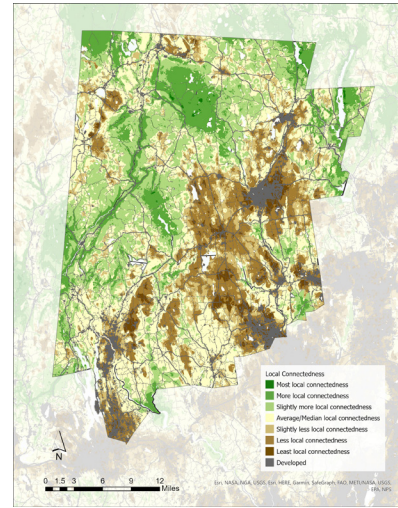 Local Connectedness
Most local connectedness
More local connectedness
Slightly more local connectedness
Average/Median local connectedness
Slightly less local connectedness
Less local connectedness
Least local connectedness
Developed
N
0 1.5 3 6 9 12
Miles
Esri, NASA, NGA, USGS, Esri, HERE, Garmin, SafeGraph, FAO, METI/NASA, USGS,
EPA, NPS